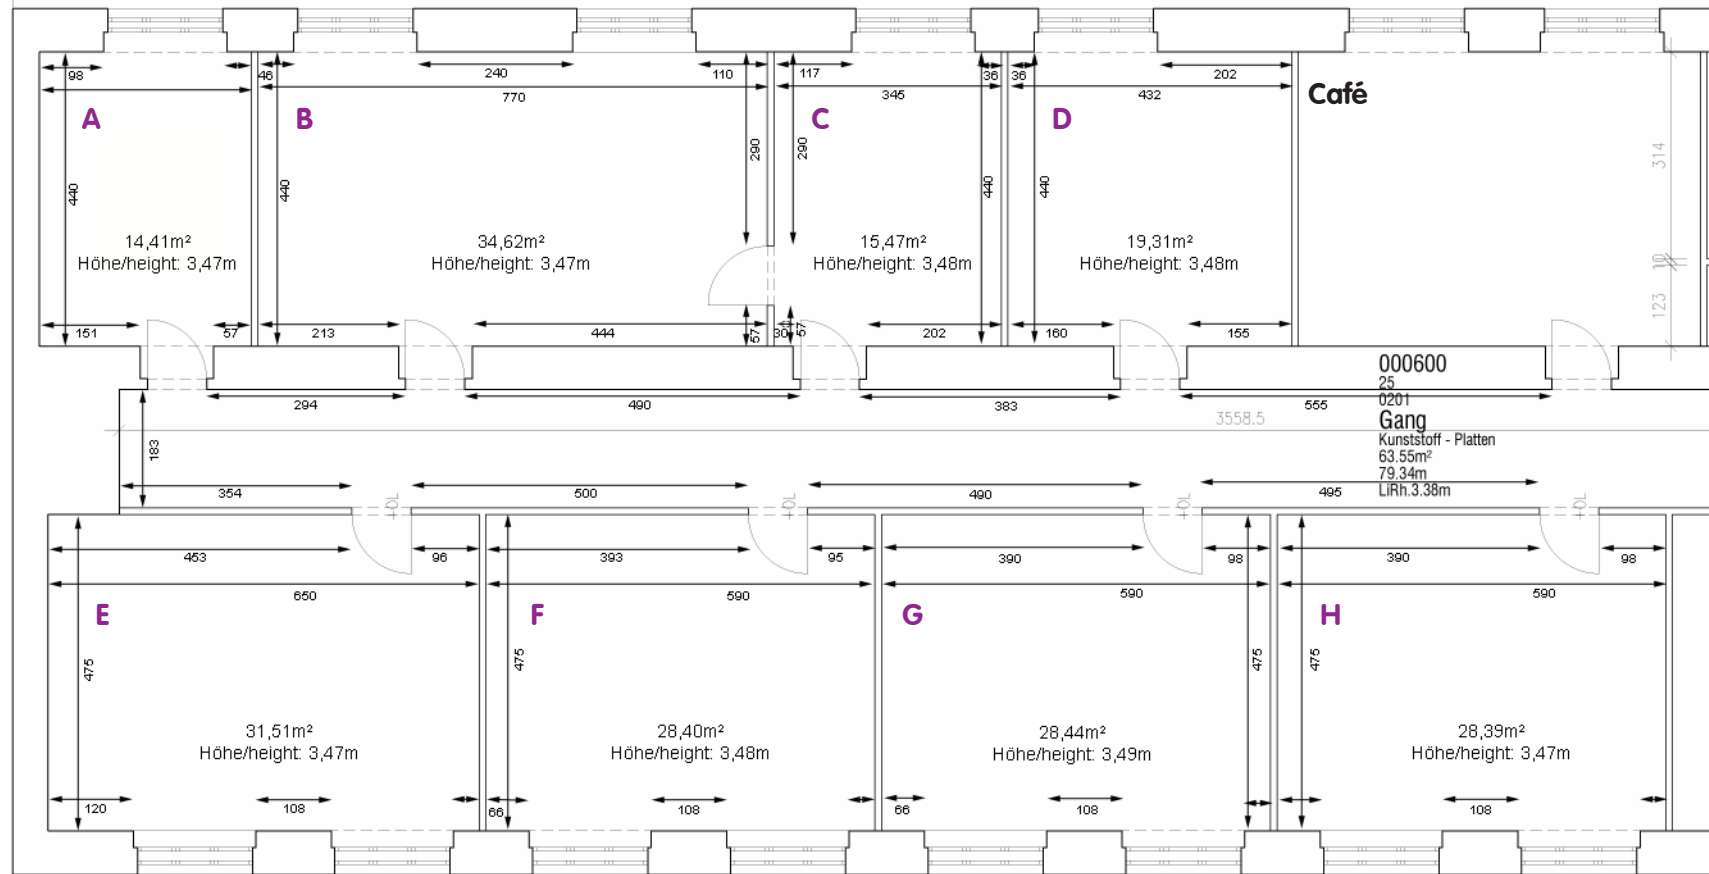 98
46
240
110
117
36
36
202
770
345
432
A
B
C
D
Café
440
440
290
290
440
440
314
14,41m²
Höhe/height: 3,47m
34,62m²
Höhe/height: 3,47m
15,47m²
Höhe/height: 3,48m
19,31m²
Höhe/height: 3,48m
10
123
151
57
213
444
57
30
57
202
160
155
294
490
383
555
000600
25
0201
Gang
Kunststoff - Platten
63.55m²
79.34m
LiRh.3.38m
3558.5
183
354
500
490
495
+OL
+OL
+OL
+OL
453
96
393
95
390
98
390
98
650
590
590
590
E
F
G
H
475
475
475
475
31,51m²
Höhe/height: 3,47m
28,40m²
Höhe/height: 3,48m
28,44m²
Höhe/height: 3,49m
28,39m²
Höhe/height: 3,47m
120
108
66
108
66
108
108